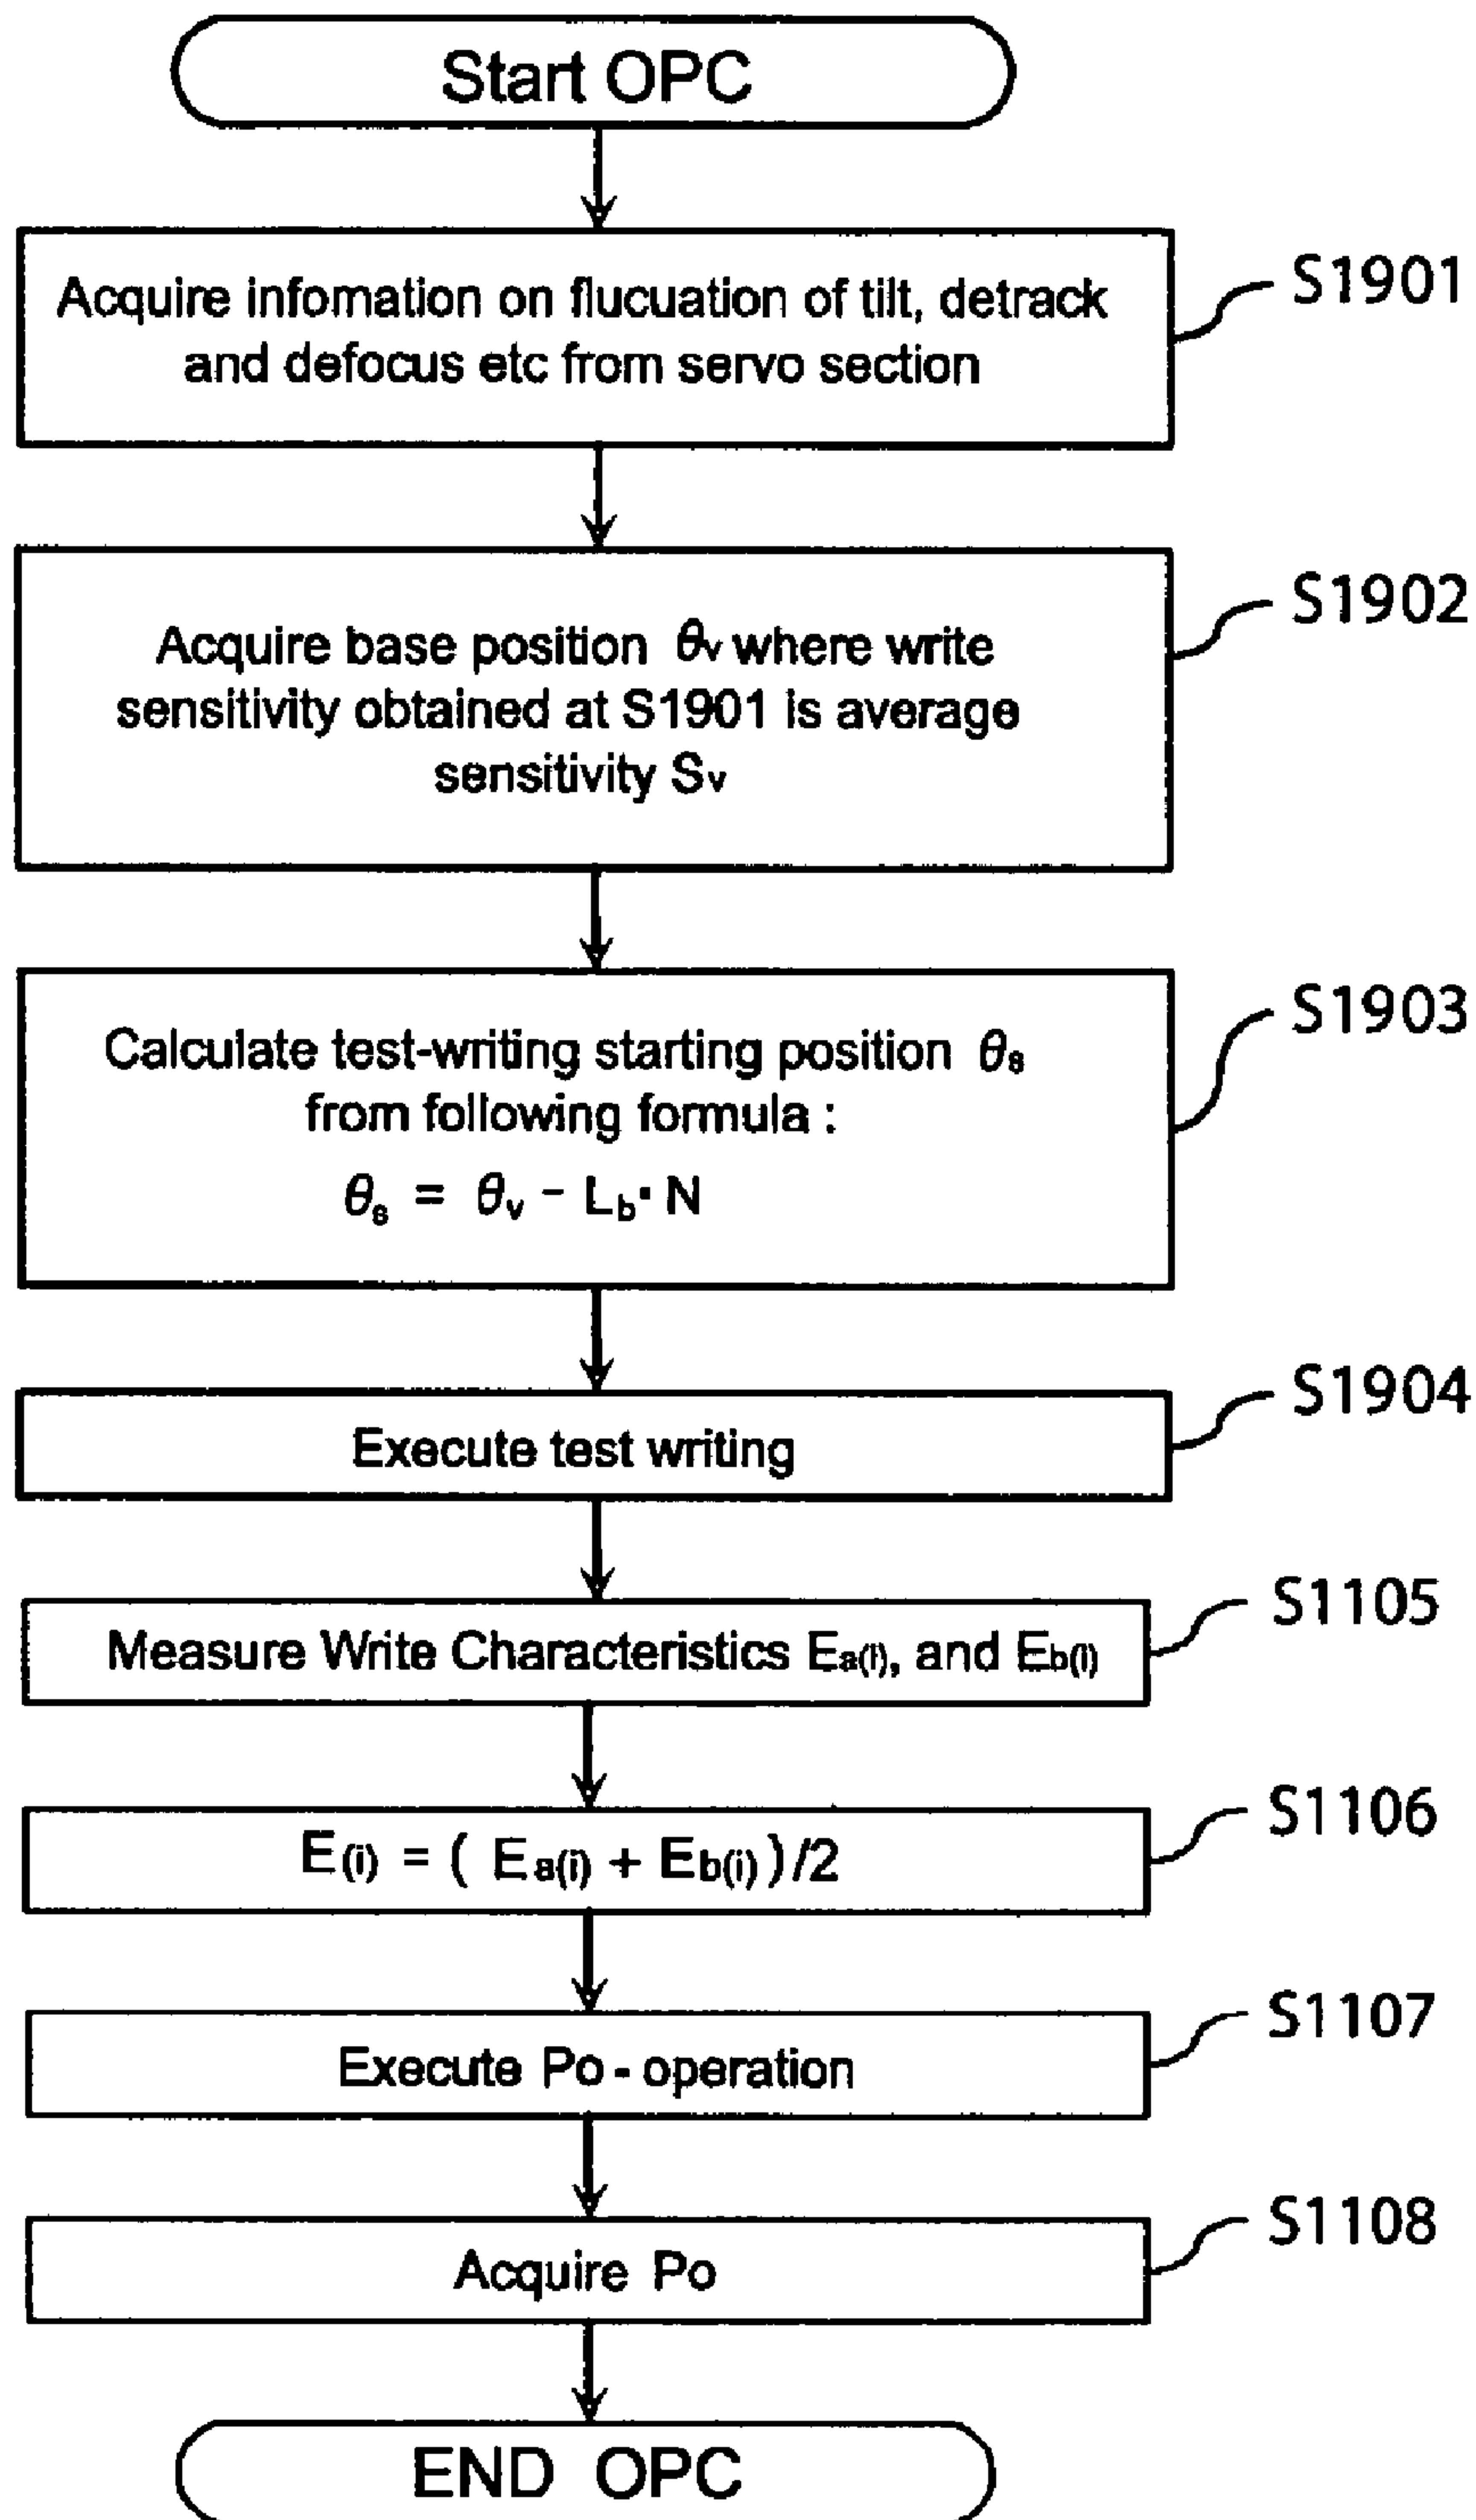 Start OPC
Acquire infomation on flucuation of tilt, detrack
and defocus etc from servo section
S1901
Acquire base position θv where write
sensitivity obtained at S1901 is average
sensitivity Sv
S1902
Calculate test-writing starting position θs
from following formula :
θs = θv - Lb· N
S1903
Execute test writing
S1904
Measure Write Characteristics Ea(i), and Eb(i)
S1105
E(i) = ( Ea(i) + Eb(i) )/2
S1106
Execute Po - operation
S1107
Acquire Po
S1108
END OPC